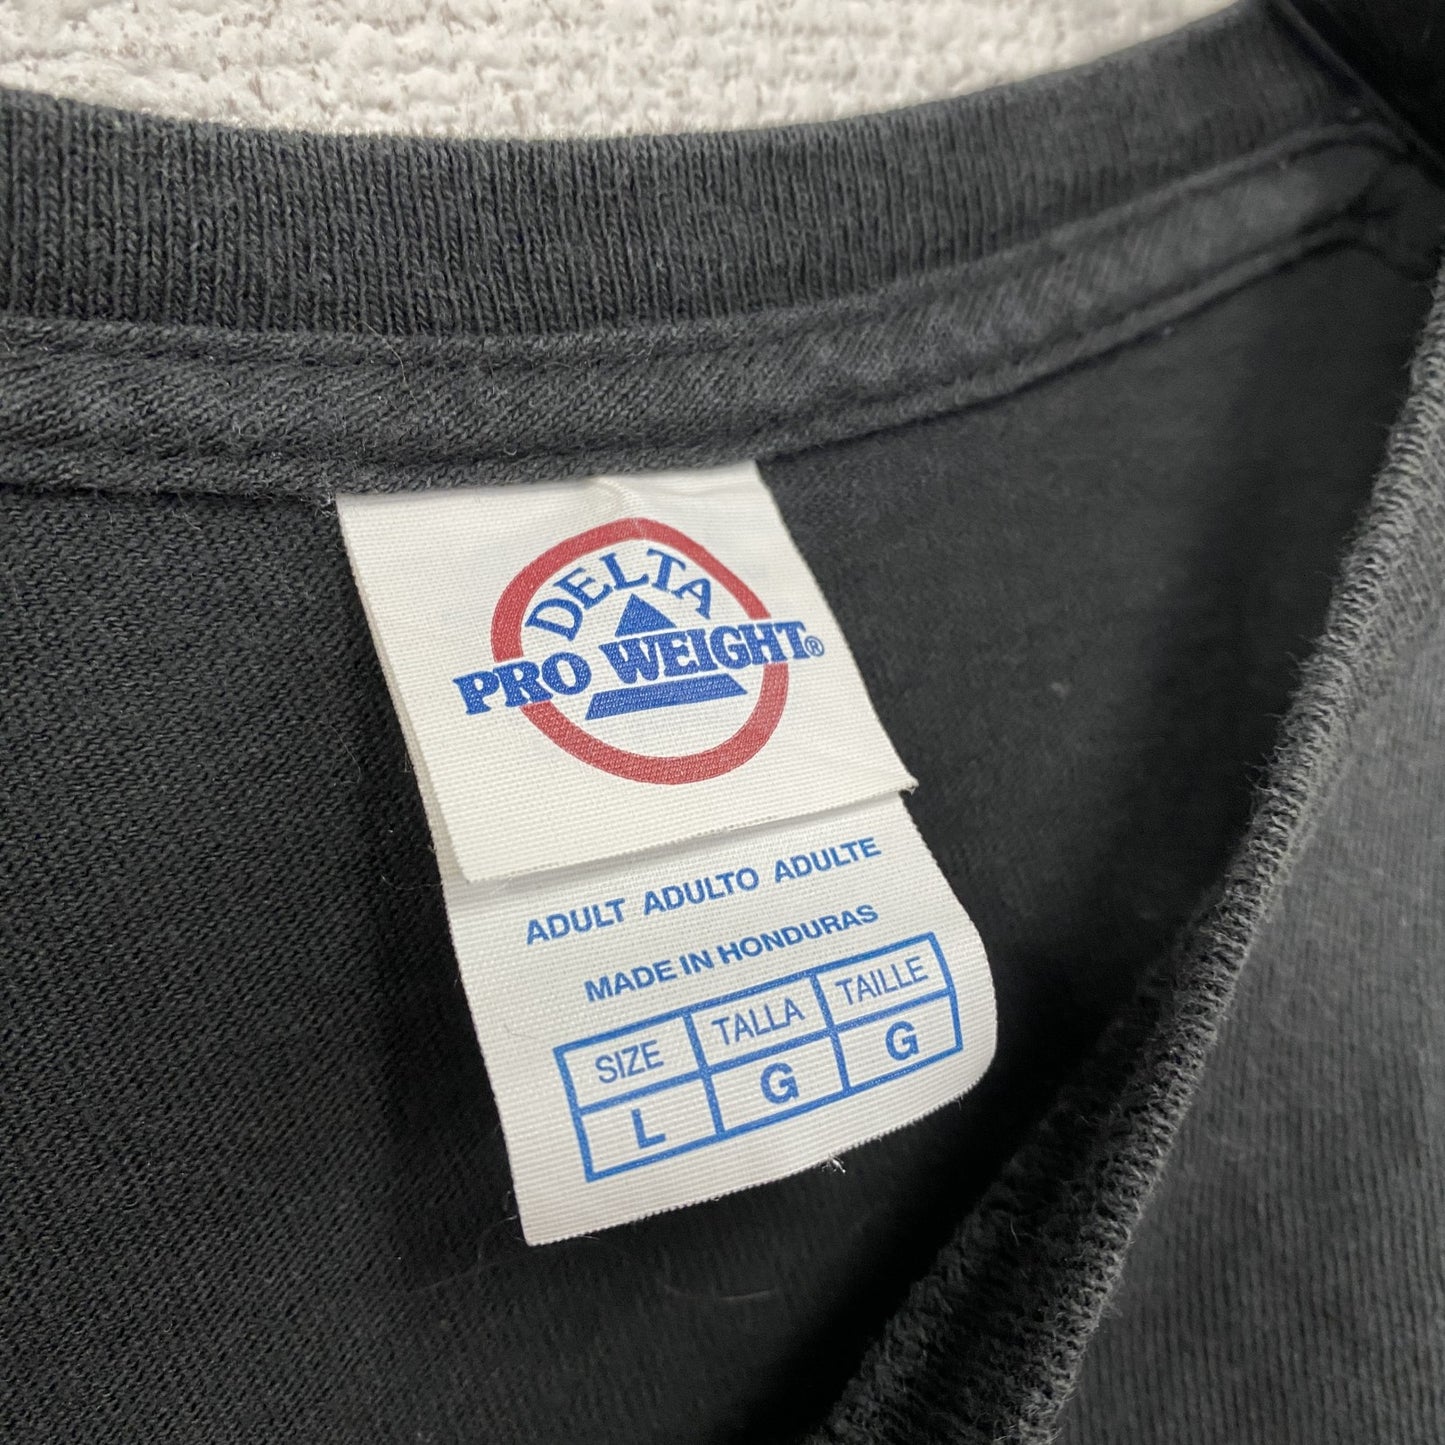 DELTA
PRO WEIGHT®
ADULT ADULTO ADULTE
MADE IN HONDURAS
SIZE TALLA TAILLE
L G G